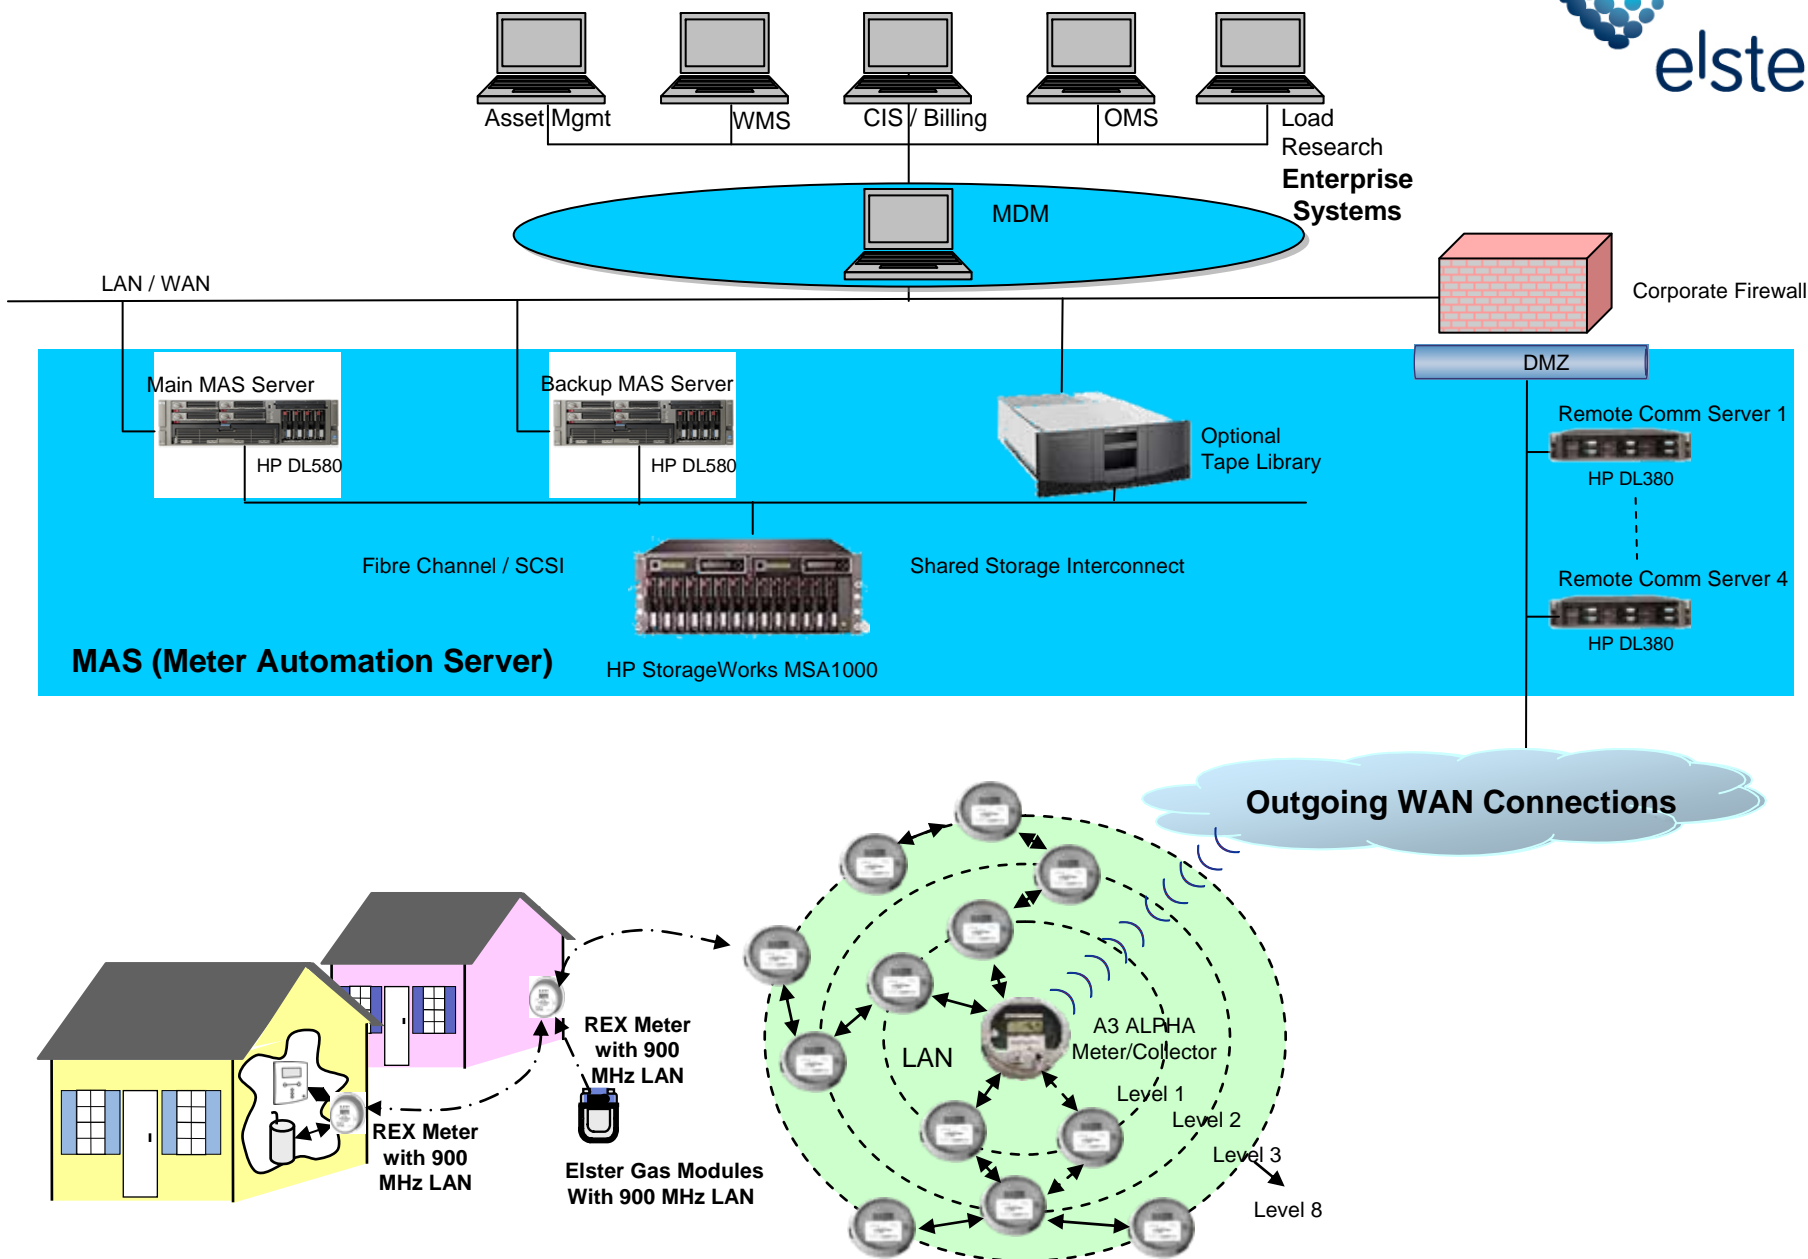 elste
Asset Mgmt
WMS
CIS / Billing
OMS
Load
Research
Enterprise
Systems
MDM
LAN / WAN
Corporate Firewall
DMZ
Main MAS Server
Backup MAS Server
Remote Comm Server 1
Optional
Tape Library
HP DL580
HP DL580
HP DL380
Fibre Channel / SCSI
Shared Storage Interconnect
Remote Comm Server 4
HP DL380
MAS (Meter Automation Server)
HP StorageWorks MSA1000
Outgoing WAN Connections
REX Meter
with 900
MHz LAN
A3 ALPHA
Meter/Collector
LAN
Level 1
Level 2
Level 3
Level 8
REX Meter
with 900
MHz LAN
Elster Gas Modules
With 900 MHz LAN